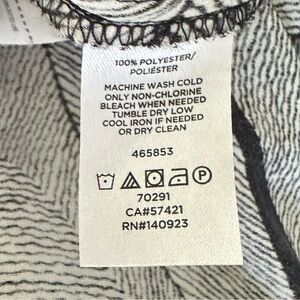 100% POLYESTER/
POLIÉSTER
MACHINE WASH COLD
ONLY NON-CHLORINE
BLEACH WHEN NEEDED
TUMBLE DRY LOW
COOL IRON IF NEEDED
OR DRY CLEAN
465853
P
70291
CA#57421
RN#140923